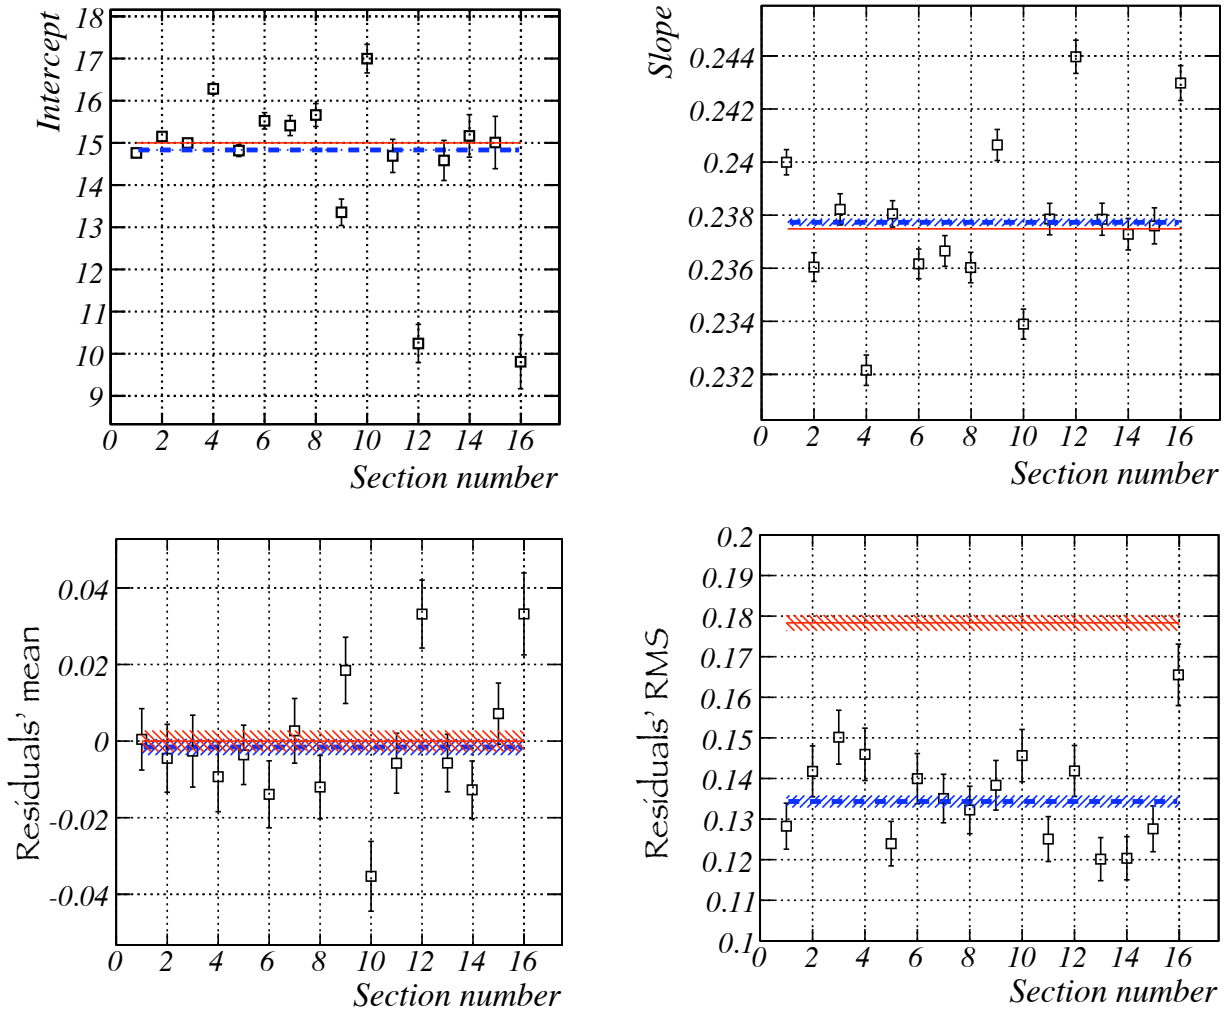 Intercept
18
17
16
15
14
13
12
11
10
9
0 2 4 6 8 10 12 14 16
Section number
Slope
0.244
0.242
0.24
0.238
0.236
0.234
0.232
0 2 4 6 8 10 12 14 16
Section number
Residuals' mean
0.04
0.02
0
-0.02
-0.04
0 2 4 6 8 10 12 14 16
Section number
Residuals' RMS
0.2
0.19
0.18
0.17
0.16
0.15
0.14
0.13
0.12
0.11
0.1
0 2 4 6 8 10 12 14 16
Section number